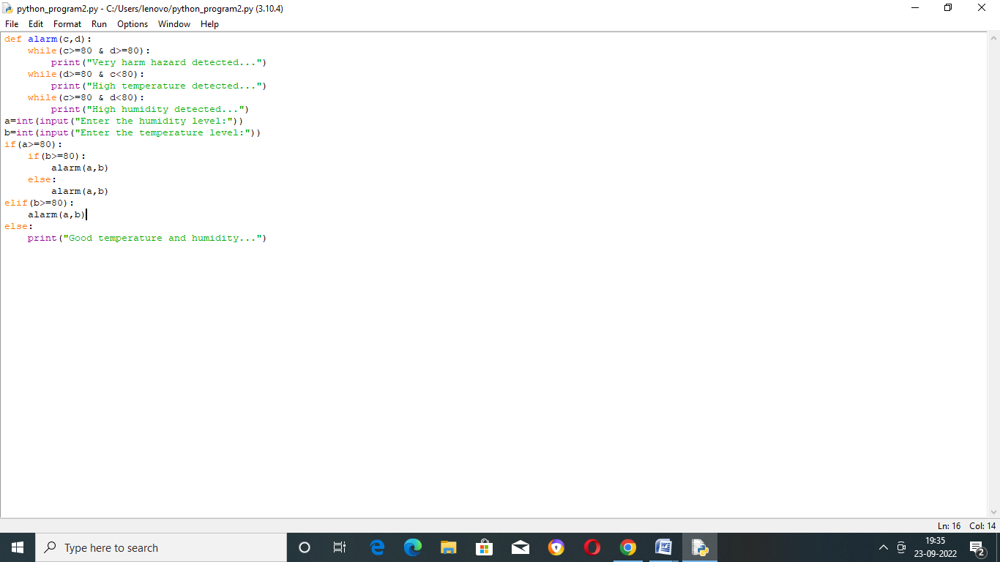 python_program2.py - C:/Users/lenovo/python_program2.py (3.10.4)
File Edit Format Run Options Window Help
def alarm(c,d):
    while(c>=80 & d>=80):
        print("Very harm hazard detected...")
    while(d>=80 & c<80):
        print("High temperature detected...")
    while(c>=80 & d<80):
        print("High humidity detected...")
a=int(input("Enter the humidity level:"))
b=int(input("Enter the temperature level:"))
if(a>=80):
    if(b>=80):
        alarm(a,b)
    else:
        alarm(a,b)
elif(b>=80):
    alarm(a,b)
else:
    print("Good temperature and humidity...")
Ln: 16 Col: 14
Type here to search
19:35
23-09-2022
2